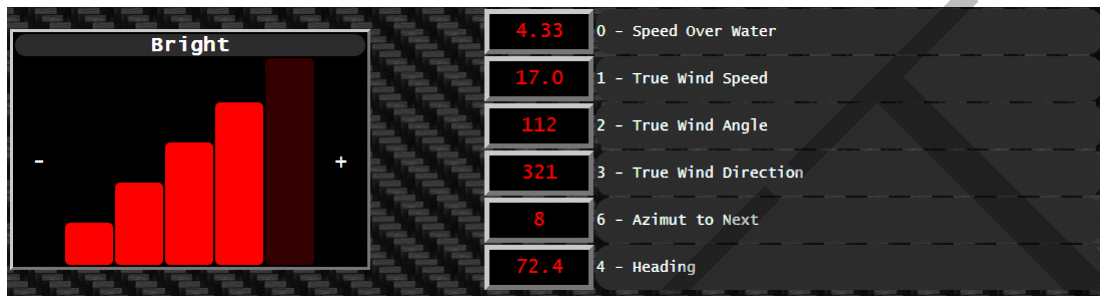 Bright
- +
4.33 0 - Speed Over Water
17.0 1 - True Wind Speed
112 2 - True Wind Angle
321 3 - True Wind Direction
8 6 - Azimut to Next
72.4 4 - Heading